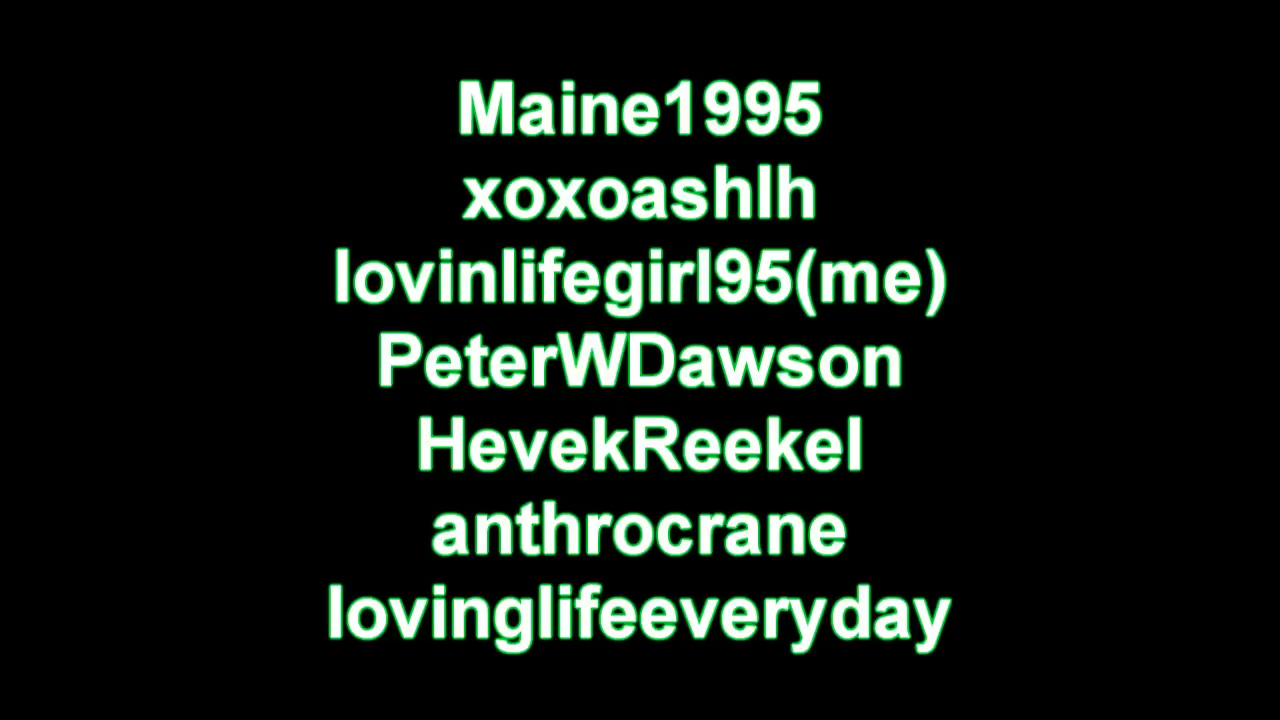 Maine1995
xoxoashlh
lovinlifegirl95(me)
PeterWDawson
HevekReekel
anthrocrane
lovinglifeeveryday